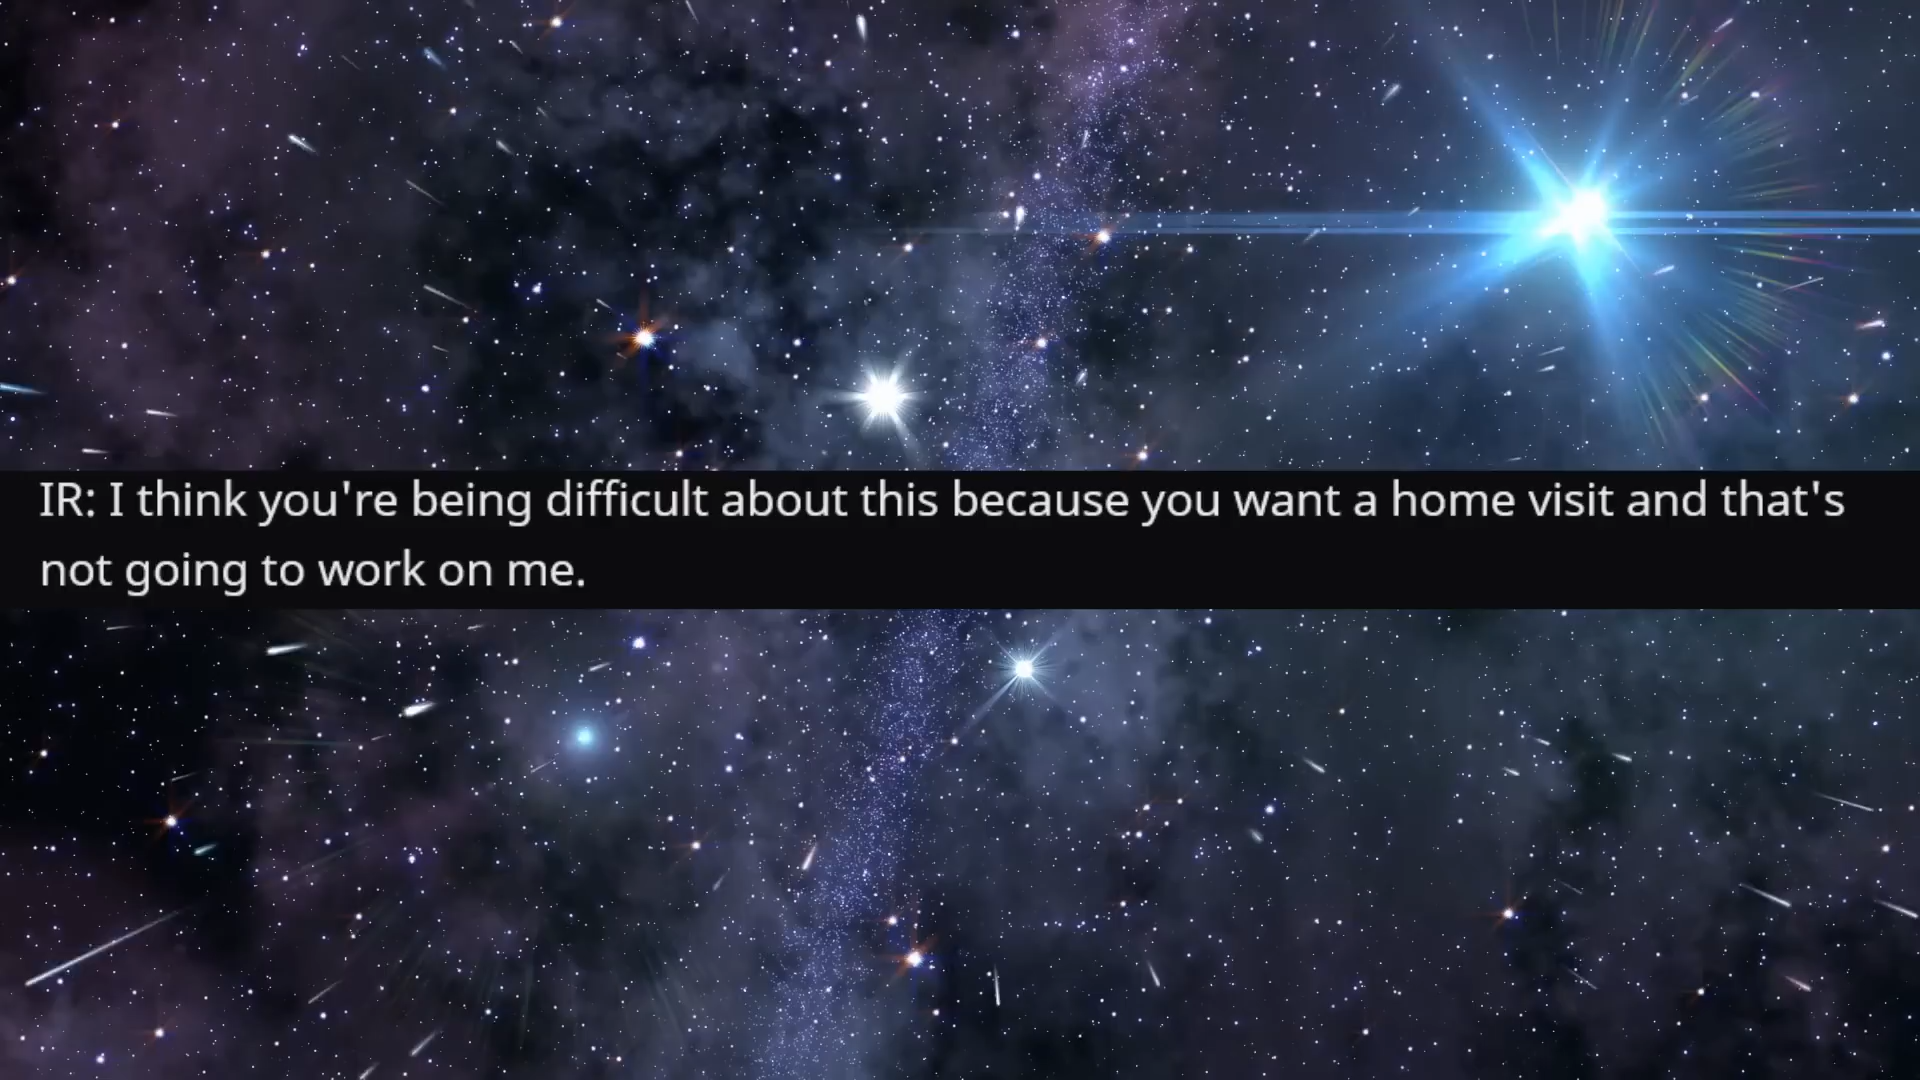 IR: I think you're being difficult about this because you want a home visit and that's
not going to work on me.